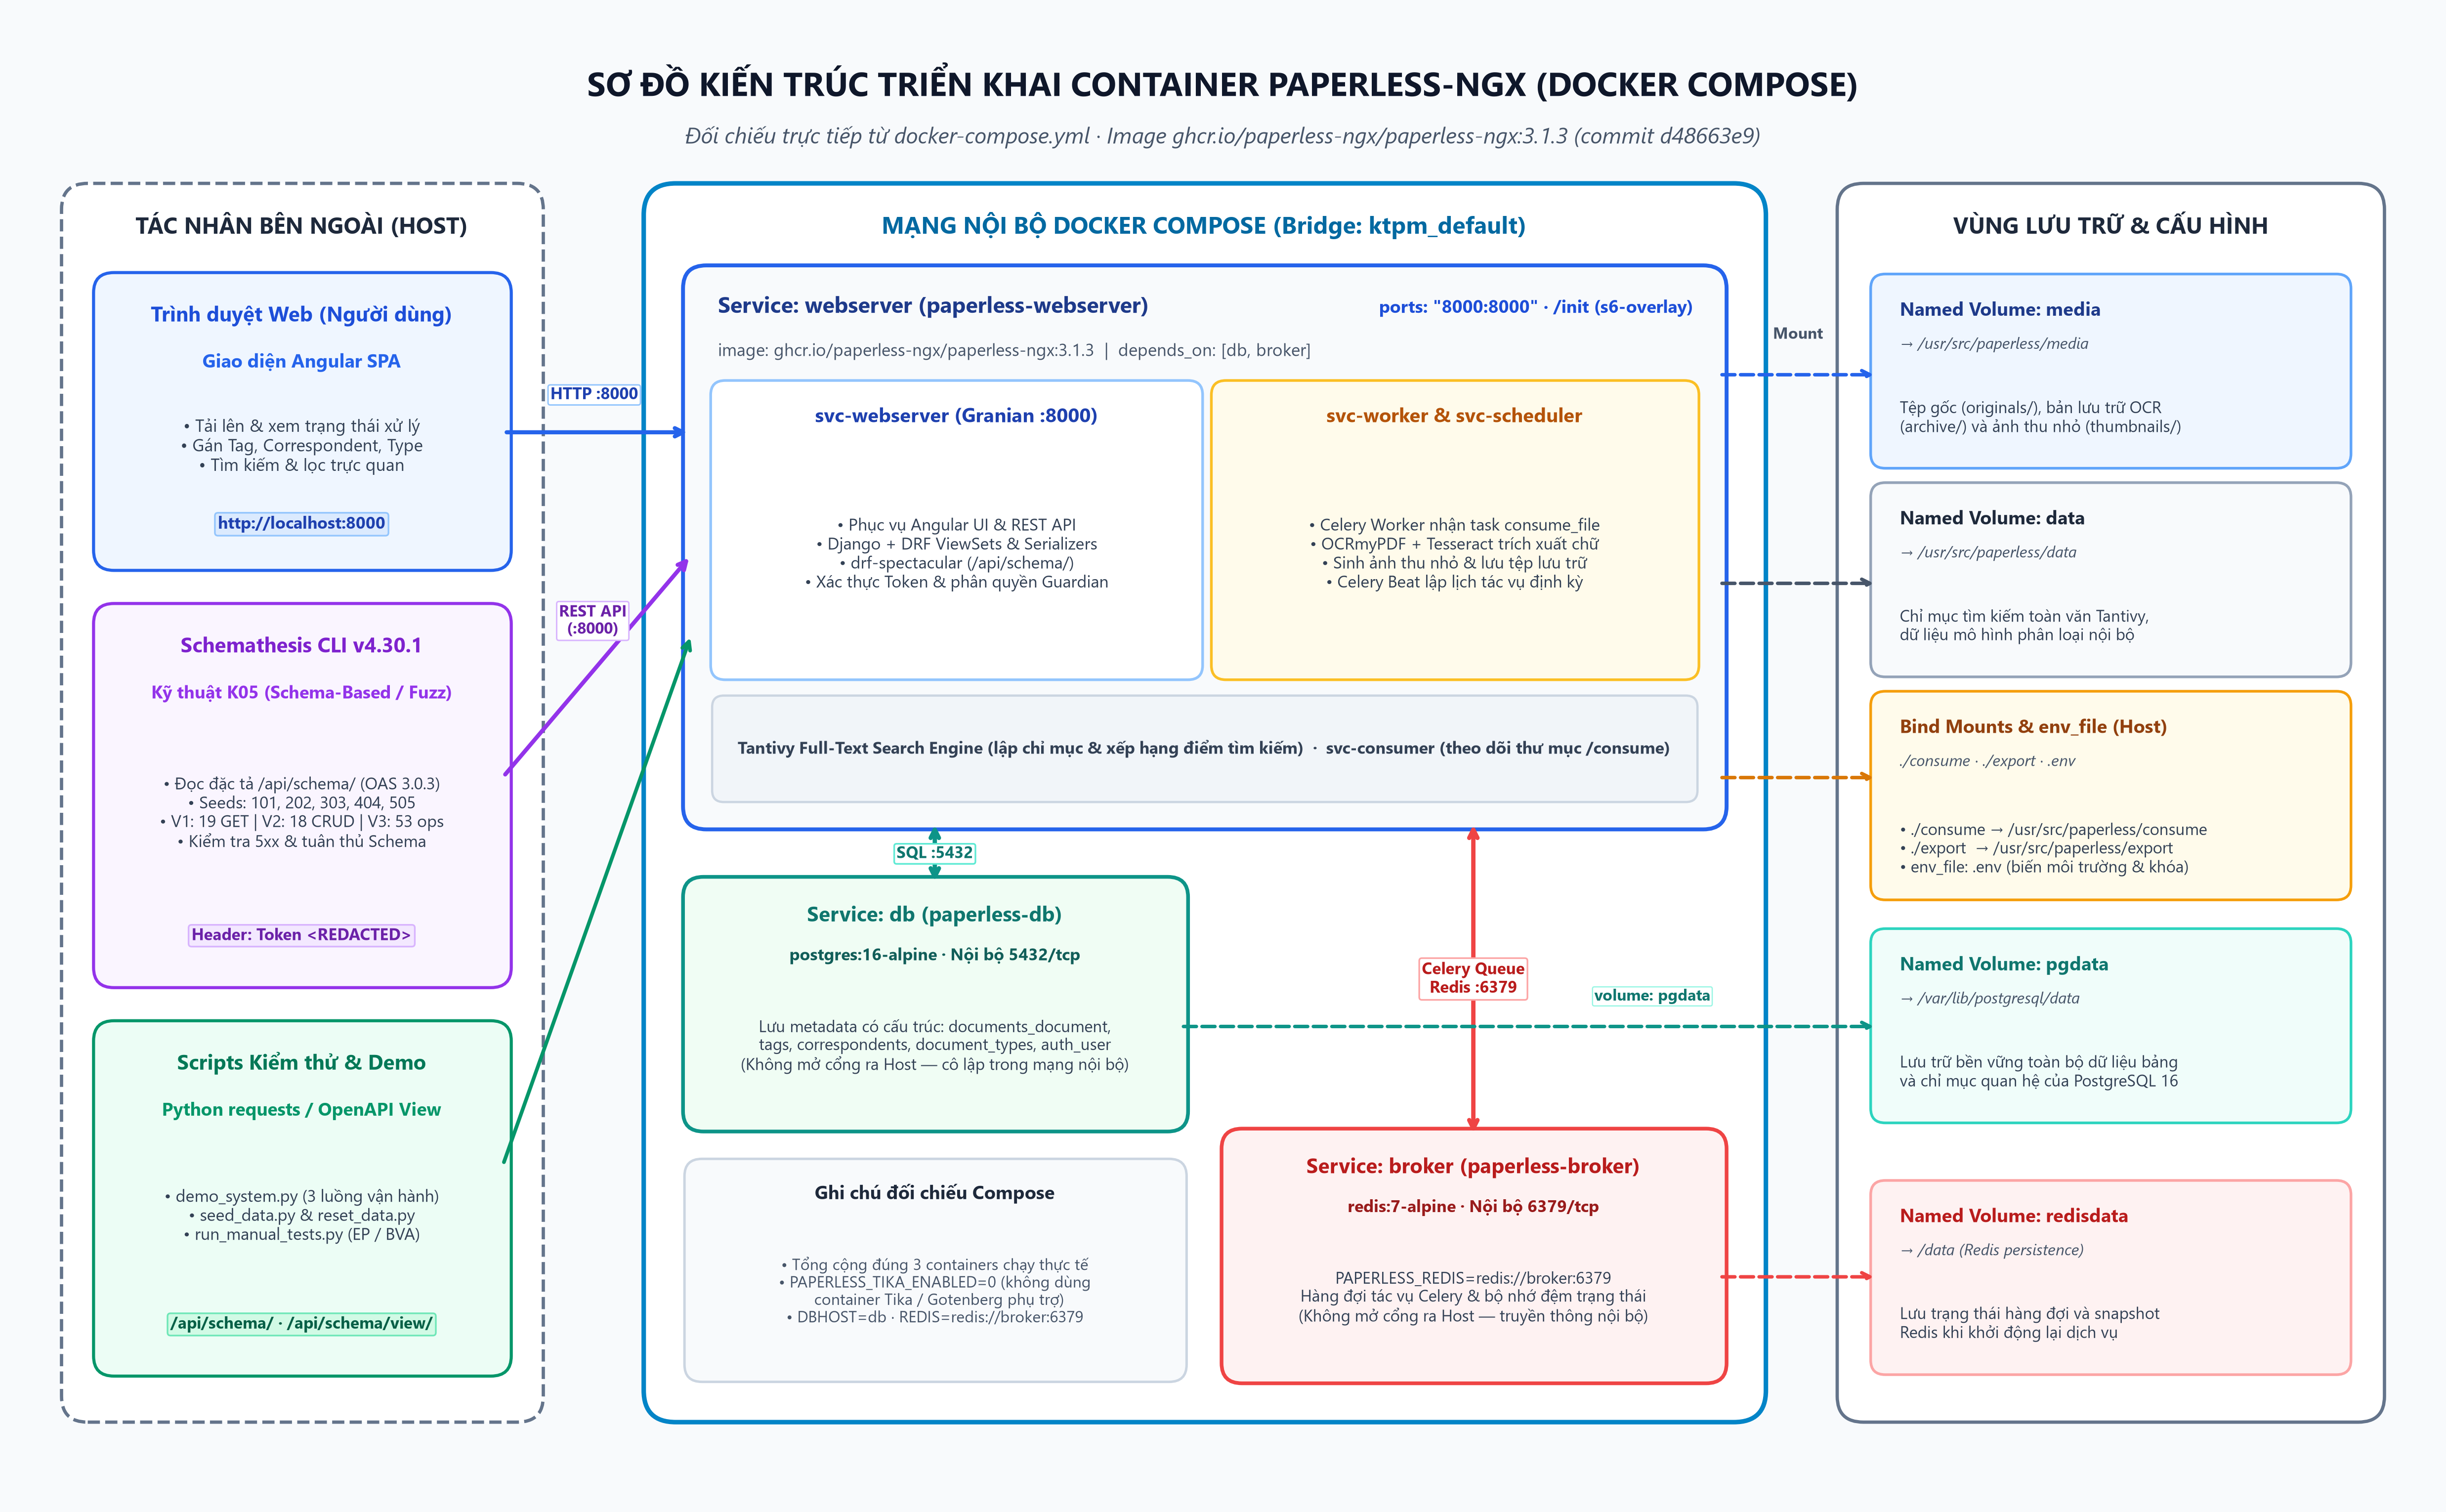 SƠ ĐỒ KIẾN TRÚC TRIỂN KHAI CONTAINER PAPERLESS-NGX (DOCKER COMPOSE)
Đối chiếu trực tiếp từ docker-compose.yml · Image ghcr.io/paperless-ngx/paperless-ngx:3.1.3 (commit d48663e9)
TÁC NHÂN BÊN NGOÀI (HOST)
Trình duyệt Web (Người dùng)
Giao diện Angular SPA
• Tải lên & xem trạng thái xử lý
• Gán Tag, Correspondent, Type
• Tìm kiếm & lọc trực quan
http://localhost:8000
Schemathesis CLI v4.30.1
Kỹ thuật K05 (Schema-Based / Fuzz)
• Đọc đặc tả /api/schema/ (OAS 3.0.3)
• Seeds: 101, 202, 303, 404, 505
• V1: 19 GET | V2: 18 CRUD | V3: 53 ops
• Kiểm tra 5xx & tuân thủ Schema
Header: Token <REDACTED>
Scripts Kiểm thử & Demo
Python requests / OpenAPI View
• demo_system.py (3 luồng vận hành)
• seed_data.py & reset_data.py
• run_manual_tests.py (EP / BVA)
/api/schema/ · /api/schema/view/
HTTP :8000
REST API
(:8000)
MẠNG NỘI BỘ DOCKER COMPOSE (Bridge: ktpm_default)
Service: webserver (paperless-webserver)
ports: "8000:8000" · /init (s6-overlay)
image: ghcr.io/paperless-ngx/paperless-ngx:3.1.3 | depends_on: [db, broker]
svc-webserver (Granian :8000)
• Phục vụ Angular UI & REST API
• Django + DRF ViewSets & Serializers
• drf-spectacular (/api/schema/)
• Xác thực Token & phân quyền Guardian
svc-worker & svc-scheduler
• Celery Worker nhận task consume_file
• OCRmyPDF + Tesseract trích xuất chữ
• Sinh ảnh thu nhỏ & lưu tệp lưu trữ
• Celery Beat lập lịch tác vụ định kỳ
Tantivy Full-Text Search Engine (lập chỉ mục & xếp hạng điểm tìm kiếm) · svc-consumer (theo dõi thư mục /consume)
SQL :5432
Service: db (paperless-db)
postgres:16-alpine · Nội bộ 5432/tcp
Lưu metadata có cấu trúc: documents_document,
tags, correspondents, document_types, auth_user
(Không mở cổng ra Host — cô lập trong mạng nội bộ)
Celery Queue
Redis :6379
volume: pgdata
Ghi chú đối chiếu Compose
• Tổng cộng đúng 3 containers chạy thực tế
• PAPERLESS_TIKA_ENABLED=0 (không dùng
container Tika / Gotenberg phụ trợ)
• DBHOST=db · REDIS=redis://broker:6379
Service: broker (paperless-broker)
redis:7-alpine · Nội bộ 6379/tcp
PAPERLESS_REDIS=redis://broker:6379
Hàng đợi tác vụ Celery & bộ nhớ đệm trạng thái
(Không mở cổng ra Host — truyền thông nội bộ)
Mount
VÙNG LƯU TRỮ & CẤU HÌNH
Named Volume: media
→ /usr/src/paperless/media
Tệp gốc (originals/), bản lưu trữ OCR
(archive/) và ảnh thu nhỏ (thumbnails/)
Named Volume: data
→ /usr/src/paperless/data
Chỉ mục tìm kiếm toàn văn Tantivy,
dữ liệu mô hình phân loại nội bộ
Bind Mounts & env_file (Host)
./consume · ./export · .env
• ./consume → /usr/src/paperless/consume
• ./export → /usr/src/paperless/export
• env_file: .env (biến môi trường & khóa)
Named Volume: pgdata
→ /var/lib/postgresql/data
Lưu trữ bền vững toàn bộ dữ liệu bảng
và chỉ mục quan hệ của PostgreSQL 16
Named Volume: redisdata
→ /data (Redis persistence)
Lưu trạng thái hàng đợi và snapshot
Redis khi khởi động lại dịch vụ